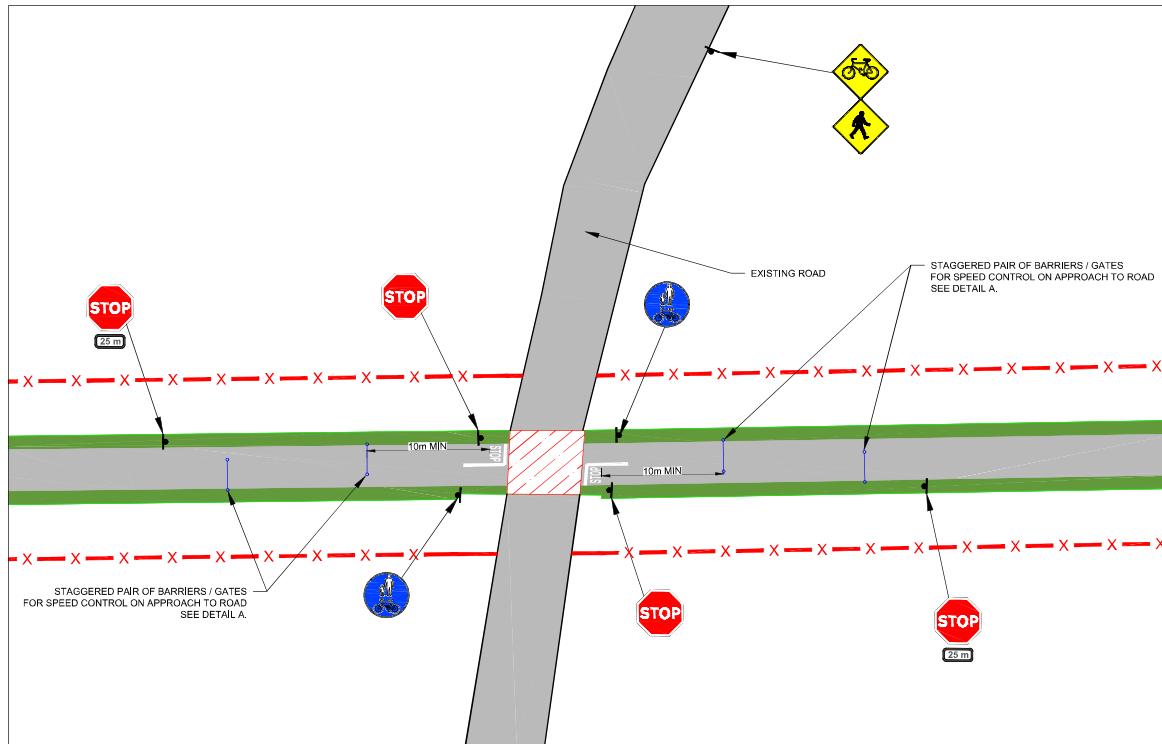 EXISTING ROAD
STAGGERED PAIR OF BARRIERS / GATES
FOR SPEED CONTROL ON APPROACH TO ROAD
SEE DETAIL A.
STOP
STOP
25 m
X X X X X X X X X X
X X X X X X X X X X X X
10m MIN
STOP
STOP
10m MIN
X X X X X X X X X X
X X X X X X X X X X X X
STAGGERED PAIR OF BARRIERS / GATES
FOR SPEED CONTROL ON APPROACH TO ROAD
SEE DETAIL A.
STOP
STOP
25 m